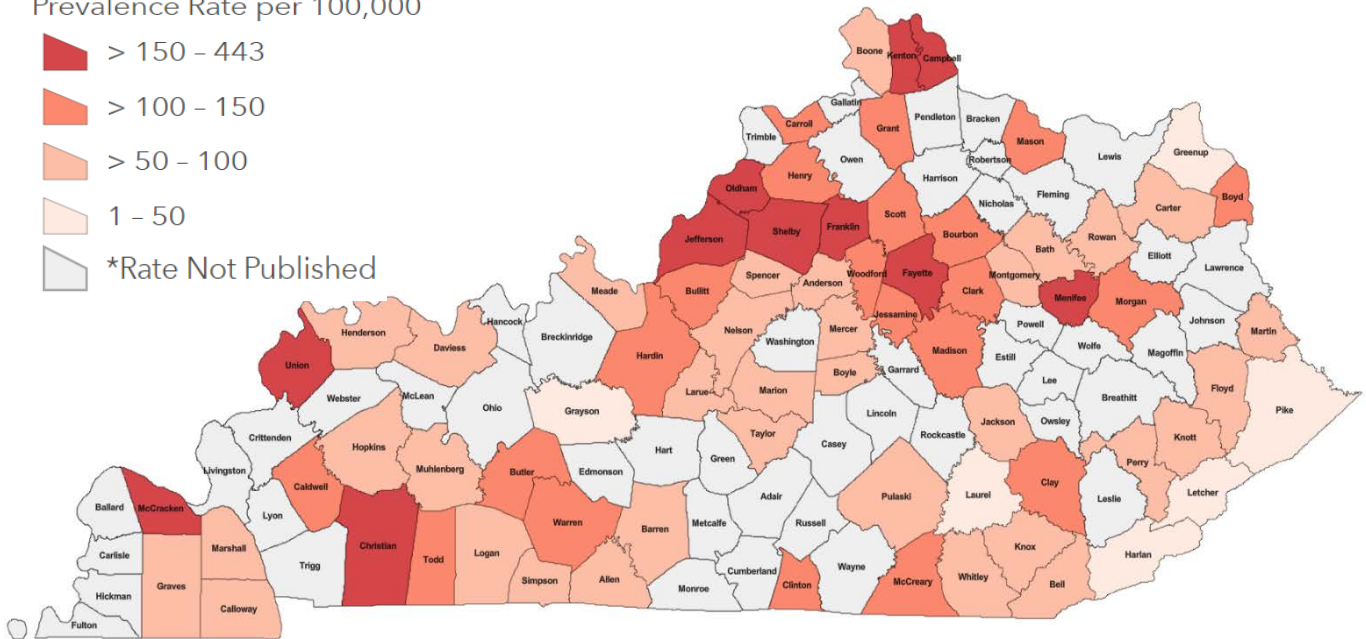 Prevalence Rate per 100,000
> 150 – 443
> 100 – 150
> 50 – 100
1 – 50
*Rate Not Published
Boone
Kenton
Campbell
Gallatin
Pendleton
Bracken
Carroll
Grant
Trimble
Mason
Owen
Robertson
Lewis
Greenup
Henry
Harrison
Oldham
Fleming
Boyd
Nicholas
Carter
Scott
Franklin
Shelby
Jefferson
Bourbon
Rowan
Bath
Elliott
Lawrence
Spencer
Woodford
Fayette
Montgomery
Anderson
Meade
Bullitt
Clark
Menifee
Morgan
Jessamine
Hancock
Powell
Johnson
Henderson
Nelson
Mercer
Martin
Breckinridge
Washington
Daviess
Wolfe
Madison
Magoffin
Hardin
Estill
Union
Garrard
Boyle
Lee
Floyd
Marion
Larue
McLean
Webster
Breathitt
Ohio
Grayson
Pike
Lincoln
Jackson
Owsley
Taylor
Rockcastle
Crittenden
Knott
Casey
Hopkins
Hart
Green
Perry
Muhlenberg
Livingston
Butler
Edmonson
Clay
Caldwell
Letcher
Laurel
Pulaski
Adair
Leslie
Ballard
McCracken
Lyon
Warren
Metcalfe
Russell
Barren
Christian
Knox
Marshall
Logan
Carlisle
Harlan
Todd
Trigg
Wayne
Cumberland
Whitley
Allen
Simpson
McCreary
Clinton
Bell
Graves
Monroe
Hickman
Calloway
Fulton